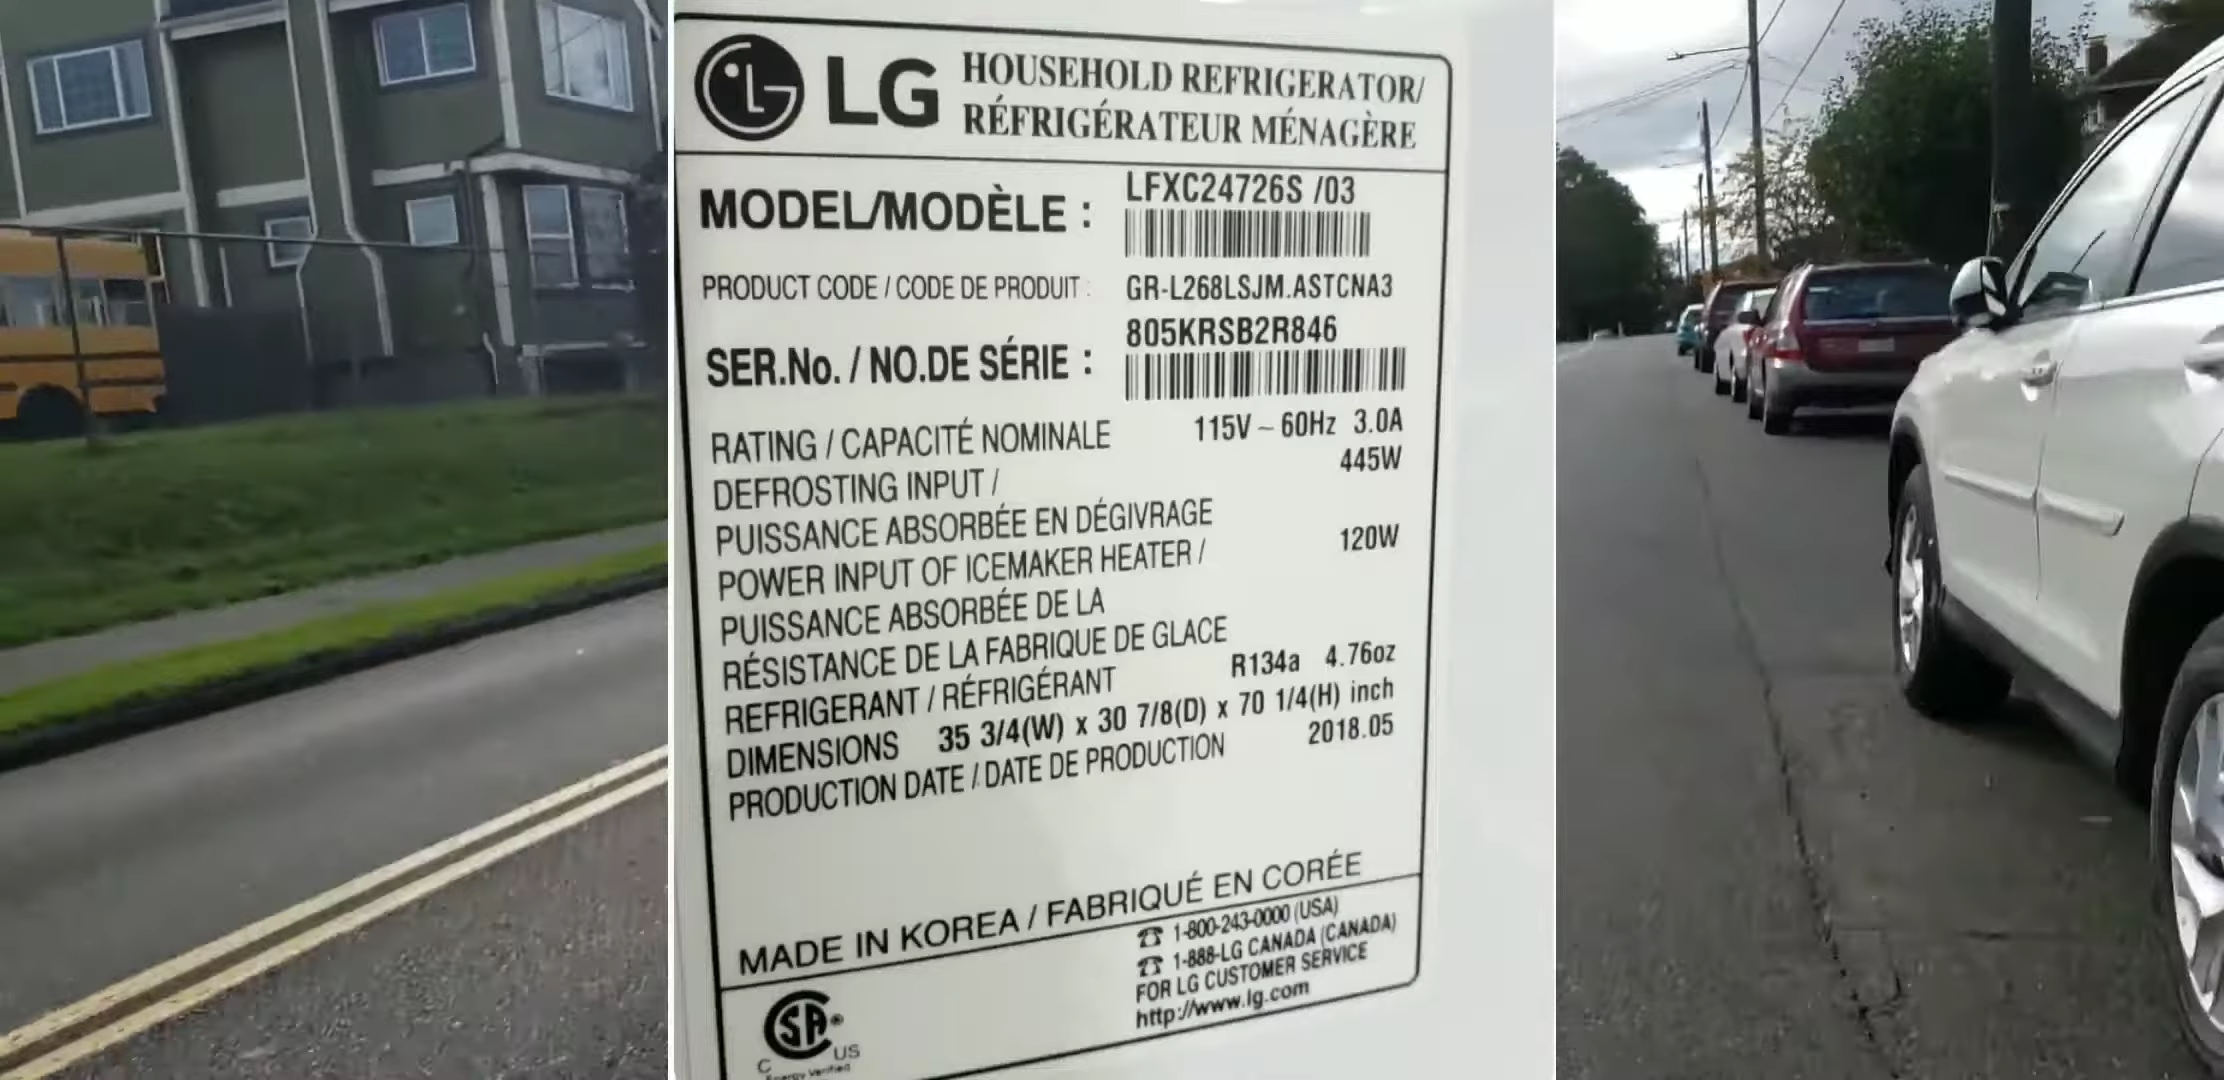 LG HOUSEHOLD REFRIGERATOR/
RÉFRIGÉRATEUR MÉNAGÈRE
MODEL/MODÈLE : LFXC24726S /03
PRODUCT CODE / CODE DE PRODUIT : GR-L268LSJM.ASTCNA3
SER.No. / NO.DE SÉRIE : 805KRSB2R846
RATING / CAPACITÉ NOMINALE 115V ~ 60Hz 3.0A
DEFROSTING INPUT / 445W
PUISSANCE ABSORBÉE EN DÉGIVRAGE
POWER INPUT OF ICEMAKER HEATER / 120W
PUISSANCE ABSORBÉE DE LA
RÉSISTANCE DE LA FABRIQUE DE GLACE
REFRIGERANT / RÉFRIGÉRANT R134a 4.76oz
DIMENSIONS 35 3/4(W) x 30 7/8(D) x 70 1/4(H) inch
PRODUCTION DATE / DATE DE PRODUCTION 2018.05
MADE IN KOREA / FABRIQUÉ EN CORÉE
☎ 1-800-243-0000 (USA)
☎ 1-888-LG CANADA (CANADA)
FOR LG CUSTOMER SERVICE
http://www.lg.com
SA®
C US
Energy Verified